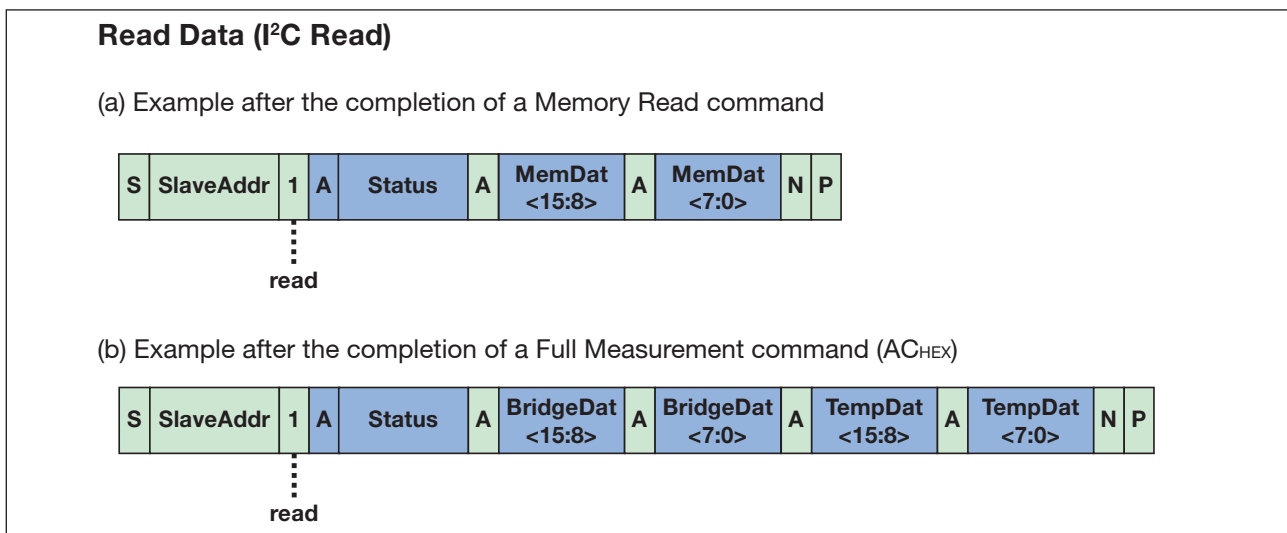 Read Data (I²C Read)
(a) Example after the completion of a Memory Read command
S SlaveAddr 1 A Status A MemDat <15:8> A MemDat <7:0> N P
read
(b) Example after the completion of a Full Measurement command (ACHEX)
S SlaveAddr 1 A Status A BridgeDat <15:8> A BridgeDat <7:0> A TempDat <15:8> A TempDat <7:0> N P
read